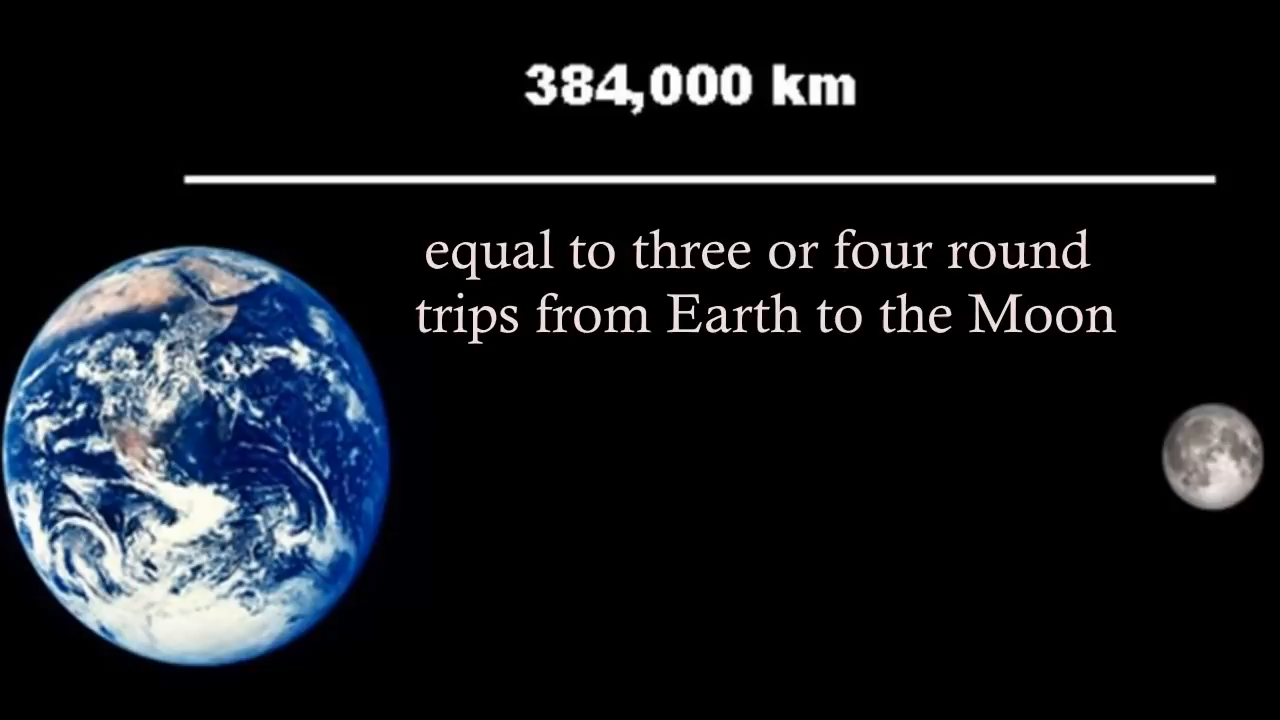 384,000 km
equal to three or four round
trips from Earth to the Moon